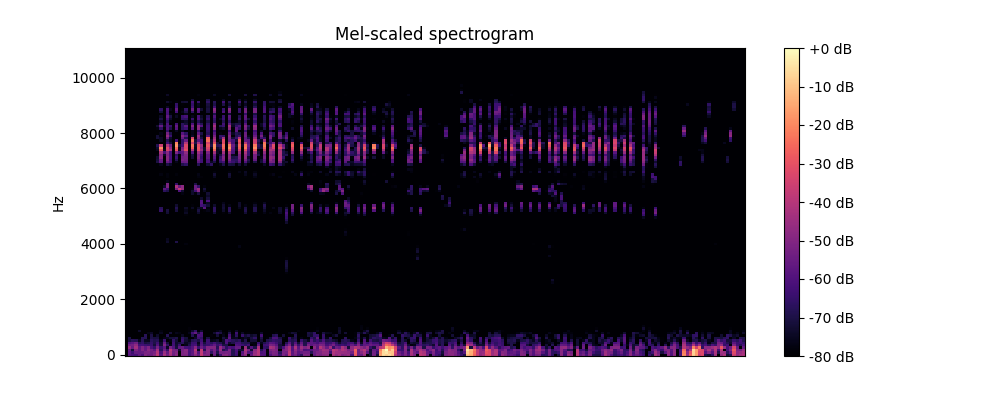 Mel-scaled spectrogram
Hz
10000
8000
6000
4000
2000
0
+0 dB
-10 dB
-20 dB
-30 dB
-40 dB
-50 dB
-60 dB
-70 dB
-80 dB